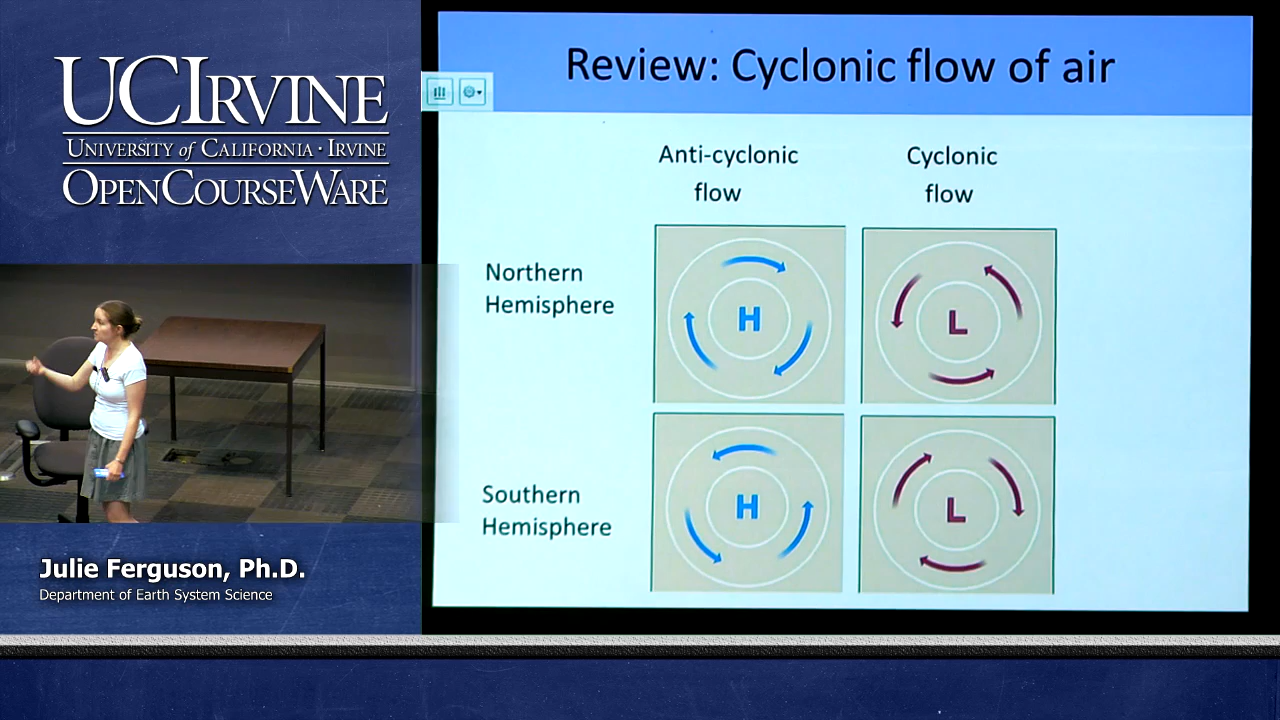 UCIRVINE
UNIVERSITY of CALIFORNIA · IRVINE
OPENCOURSEWARE
Review: Cyclonic flow of air
Anti-cyclonic
flow
Cyclonic
flow
Northern
Hemisphere
H
L
Southern
Hemisphere
H
L
Julie Ferguson, Ph.D.
Department of Earth System Science